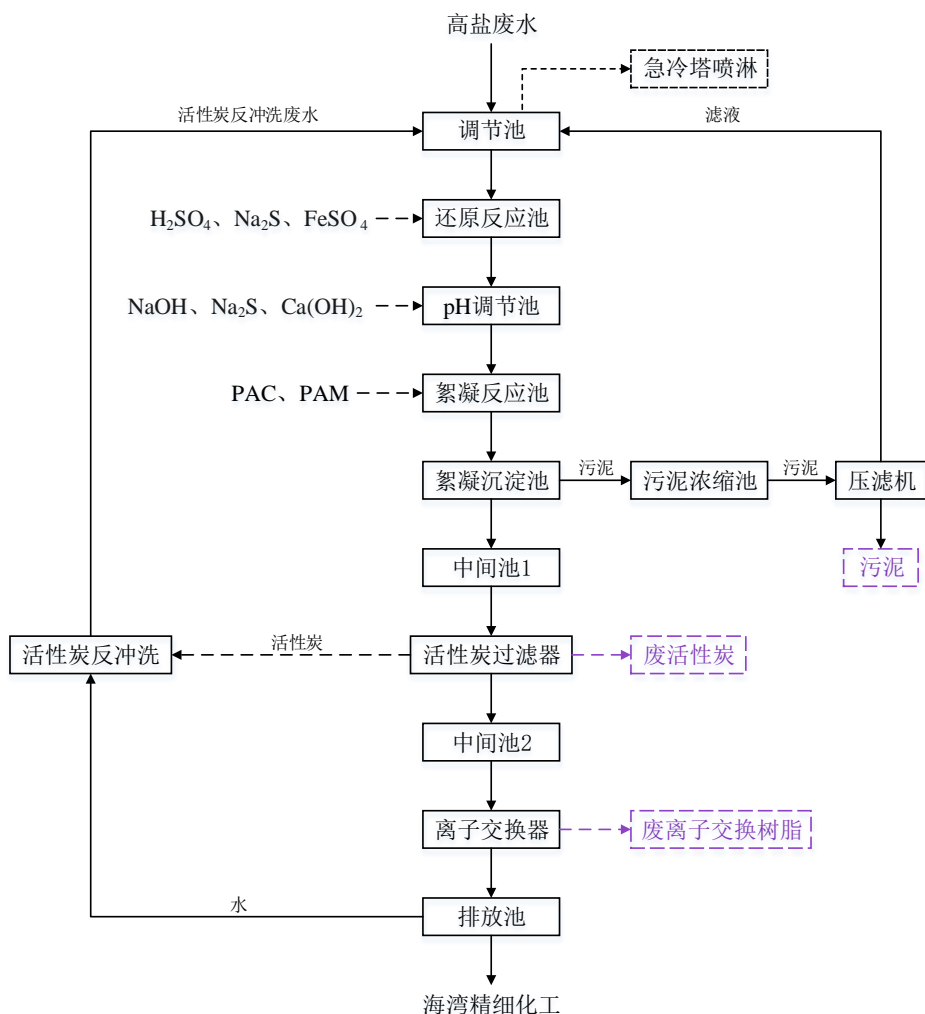 高盐废水
急冷塔喷淋
活性炭反冲洗废水
滤液
调节池
H₂SO₄、Na₂S、FeSO₄
还原反应池
NaOH、Na₂S、Ca(OH)₂
pH调节池
PAC、PAM
絮凝反应池
絮凝沉淀池
污泥
污泥浓缩池
污泥
压滤机
污泥
中间池1
活性炭反冲洗
活性炭
活性炭过滤器
废活性炭
中间池2
离子交换器
废离子交换树脂
水
排放池
海湾精细化工